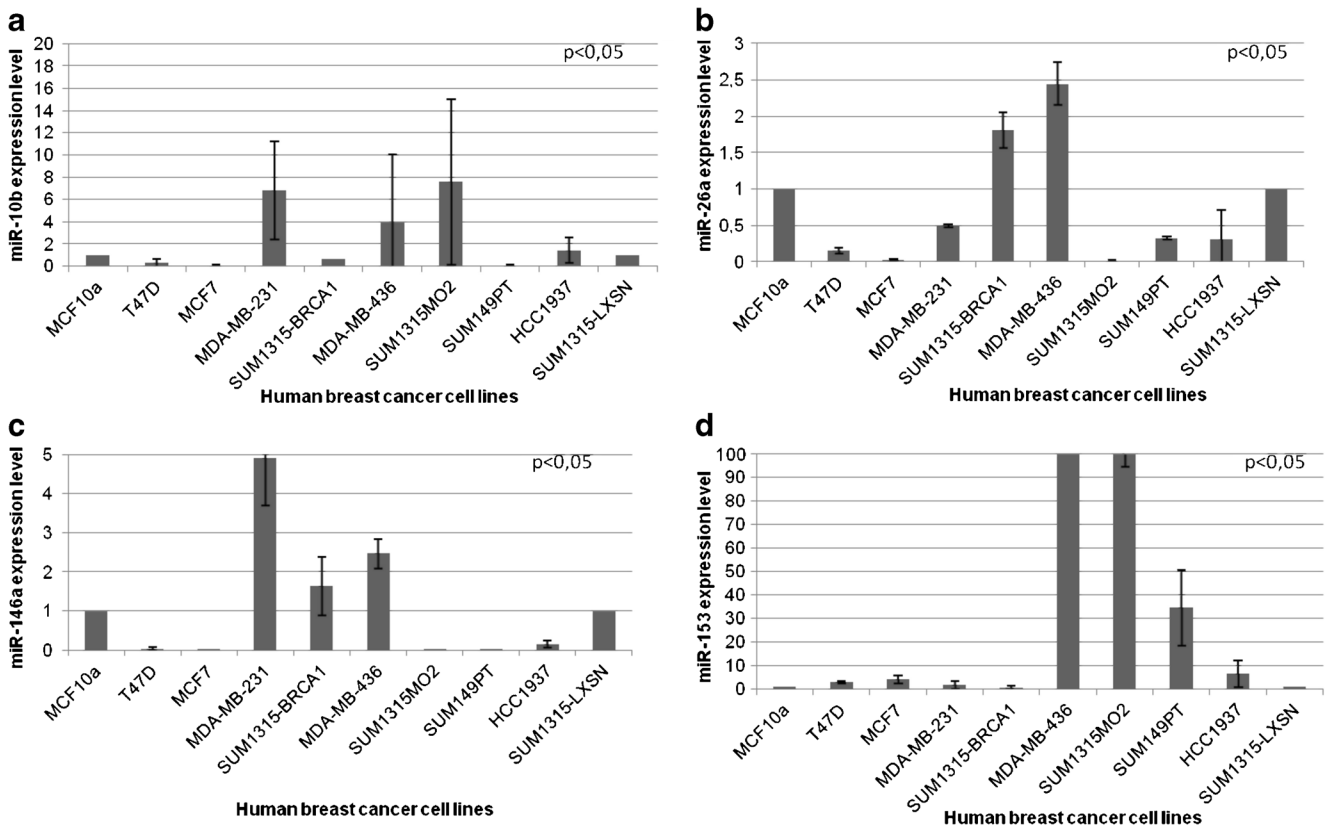 a
miR-10b expression level
20
18
16
14
12
10
8
6
4
2
0
p<0,05
MCF10a
T47D
MCF7
MDA-MB-231
SUM1315-BRCA1
MDA-MB-436
SUM1315MO2
SUM149PT
HCC1937
SUM1315-LXSN
Human breast cancer cell lines
b
miR-26a expression level
3
2,5
2
1,5
1
0,5
0
p<0,05
MCF10a
T47D
MCF7
MDA-MB-231
SUM1315-BRCA1
MDA-MB-436
SUM1315MO2
SUM149PT
HCC1937
SUM1315-LXSN
Human breast cancer cell lines
c
miR-146a expression level
5
4
3
2
1
0
p<0,05
MCF10a
T47D
MCF7
MDA-MB-231
SUM1315-BRCA1
MDA-MB-436
SUM1315MO2
SUM149PT
HCC1937
SUM1315-LXSN
Human breast cancer cell lines
d
miR-153 expression level
100
90
80
70
60
50
40
30
20
10
0
p<0,05
MCF10a
T47D
MCF7
MDA-MB-231
SUM1315-BRCA1
MDA-MB-436
SUM1315MO2
SUM149PT
HCC1937
SUM1315-LXSN
Human breast cancer cell lines